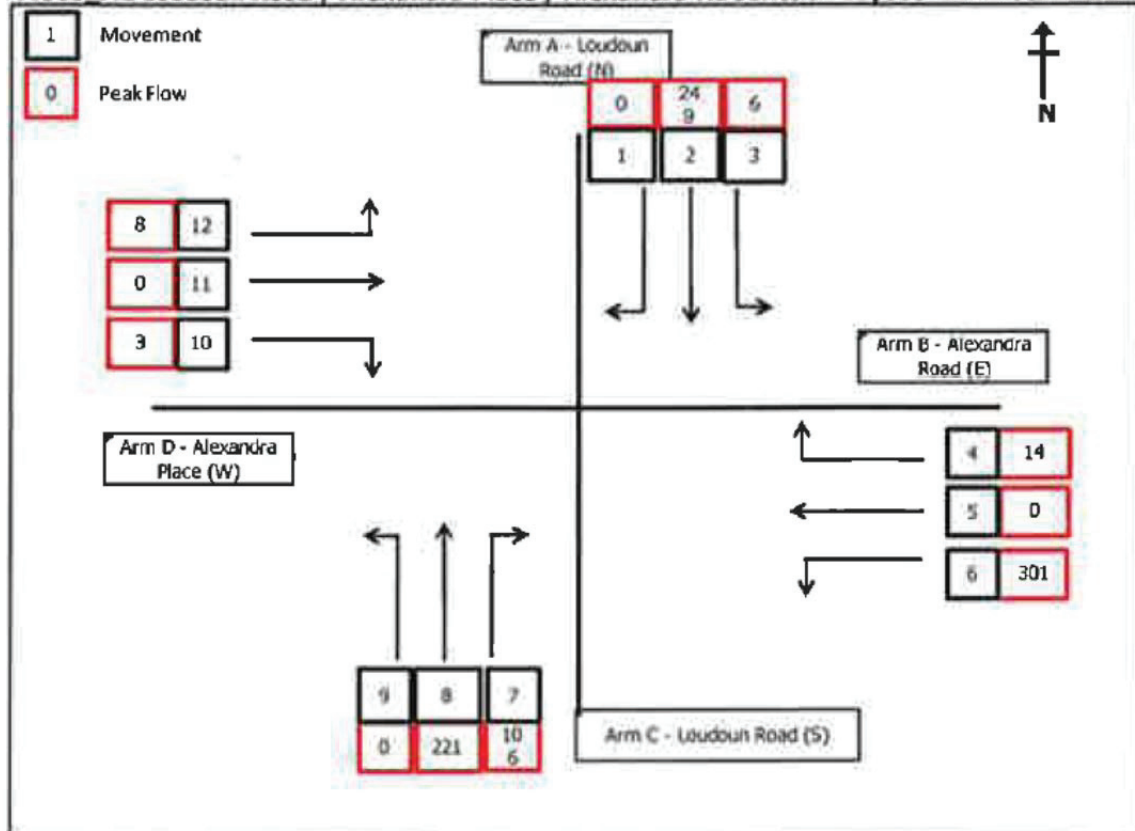 1 Movement
0 Peak Flow
Arm A - Loudoun
Road (N)
N
0 24 6
9
1 2 3
8 12
0 11
3 10
Arm B - Alexandra
Road (E)
Arm D - Alexandra
Place (W)
4 14
5 0
6 301
9 8 7
0 221 10
6
Arm C - Loudoun Road (S)